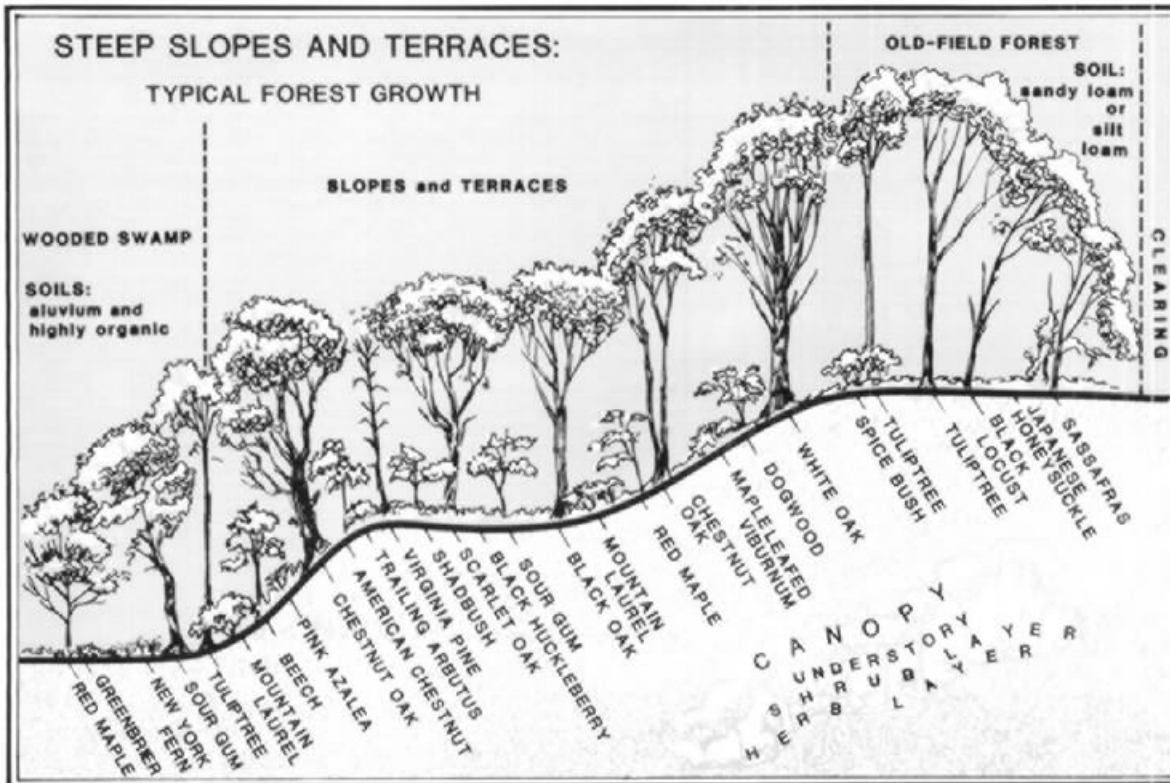 STEEP SLOPES AND TERRACES:
TYPICAL FOREST GROWTH
OLD-FIELD FOREST
SOIL:
sandy loam
or
silt
loam
SLOPES and TERRACES
WOODED SWAMP
SOILS:
aluvium and
highly organic
CLEARING
RED MAPLE
GREENBRIER
NEW YORK
FERN
SOUR GUM
TULIPTREE
MOUNTAIN
LAUREL
BEECH
PINK AZALEA
CHESTNUT OAK
AMERICAN CHESTNUT
TRAILING ARBUTUS
VIRGINIA PINE
SHADBUSH
SCARLET OAK
BLACK HUCKLEBERRY
SOUR GUM
BLACK OAK
MOUNTAIN
LAUREL
RED MAPLE
CHESTNUT
OAK
MAPLELEAFED
VIBURNUM
DOGWOOD
WHITE OAK
SPICE BUSH
TULIPTREE
TULIPTREE
BLACK
LOCUST
JAPANESE
HONEYSUCKLE
SASSAFRAS
CANOPY
UNDERSTORY
SHRUB LAYER
HERB LAYER